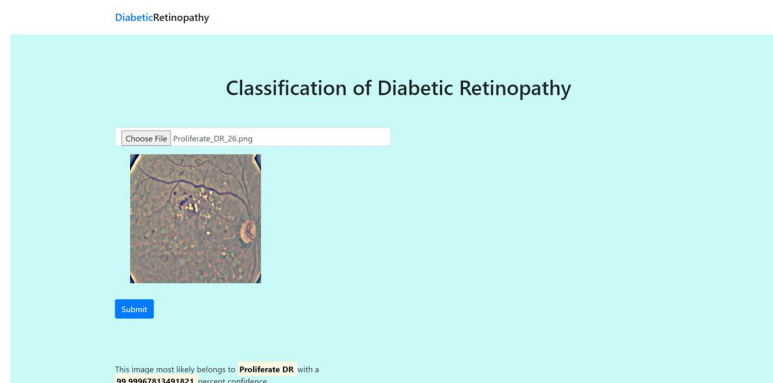 DiabeticRetinopathy
Classification of Diabetic Retinopathy
Choose File Proliferate_DR_26.png
Submit
This image most likely belongs to Proliferate DR with a
99.99967813491821 percent confidence